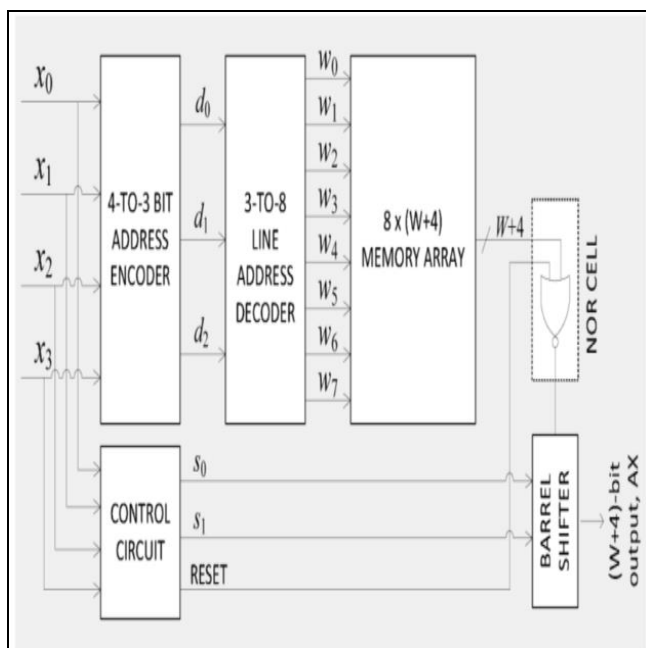 x0
x1
x2
x3
4-TO-3 BIT
ADDRESS
ENCODER
d0
d1
d2
3-TO-8
LINE
ADDRESS
DECODER
w0
w1
w2
w3
w4
w5
w6
w7
8 x (W+4)
MEMORY ARRAY
W+4
NOR CELL
CONTROL
CIRCUIT
s0
s1
RESET
BARREL
SHIFTER
(W+4)-bit
output, AX